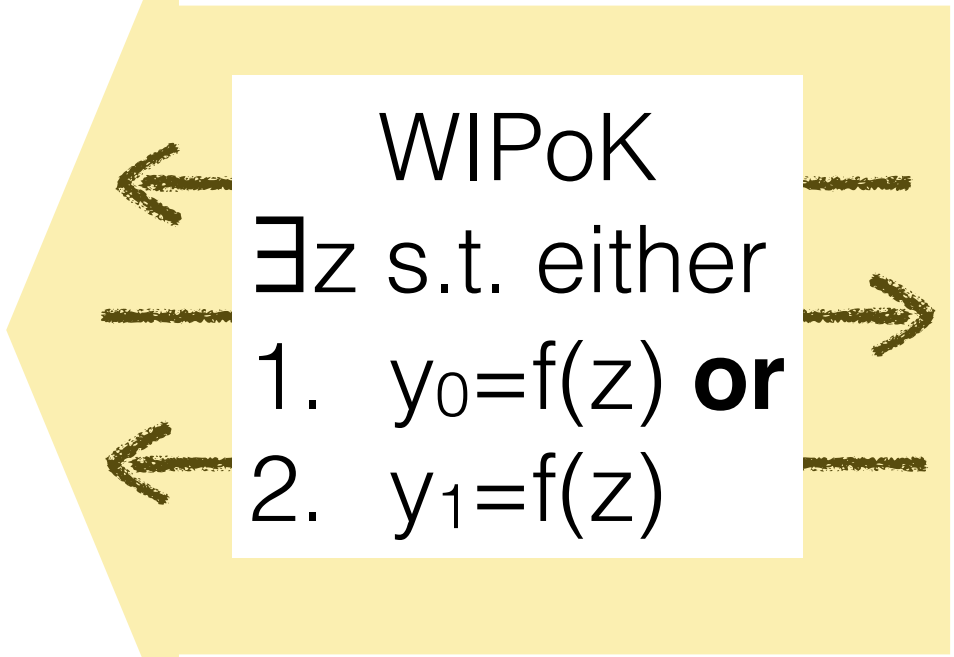 WIPoK
∃z s.t. either
1. y₀=f(z) or
2. y₁=f(z)